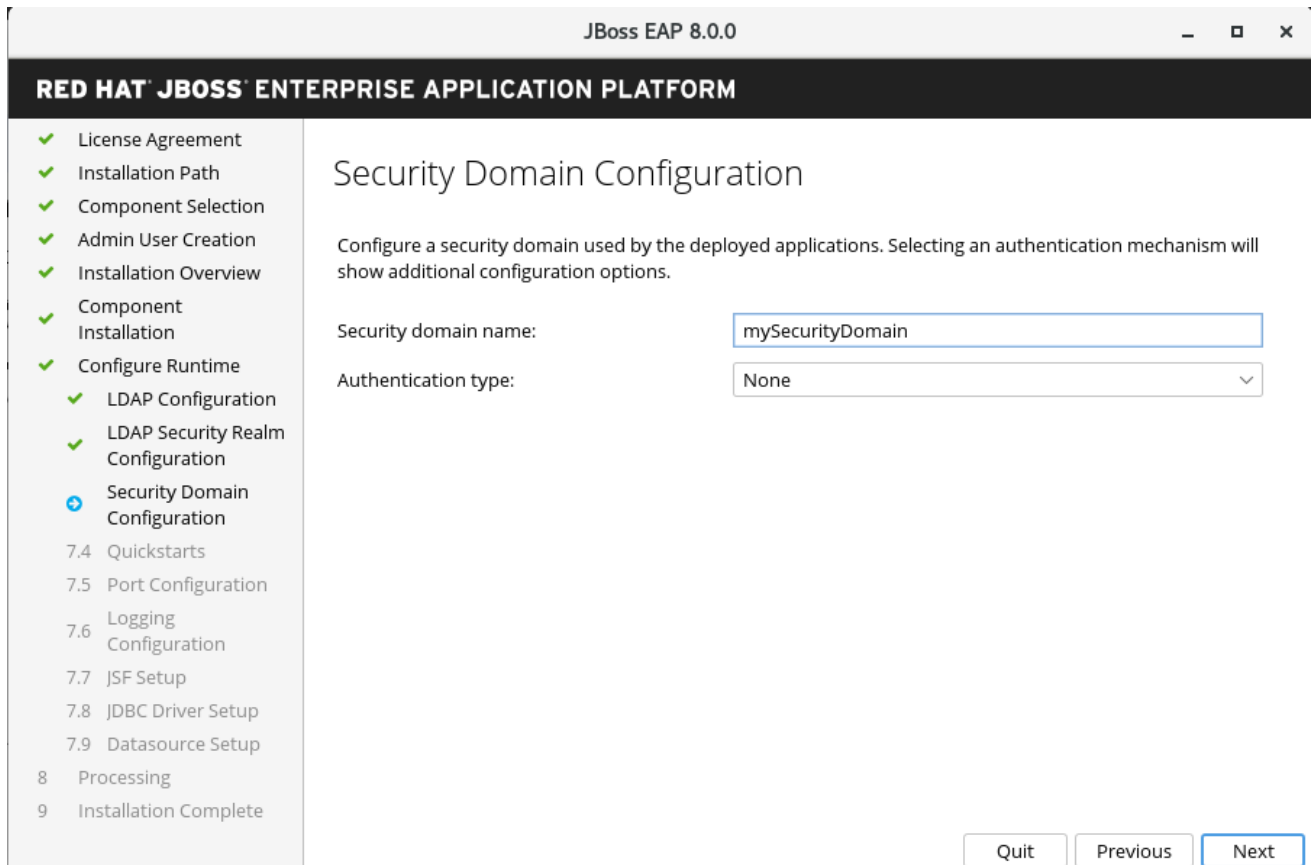 JBoss EAP 8.0.0
RED HAT® JBOSS® ENTERPRISE APPLICATION PLATFORM
License Agreement
Installation Path
Component Selection
Admin User Creation
Installation Overview
Component
Installation
Configure Runtime
LDAP Configuration
LDAP Security Realm
Configuration
Security Domain
Configuration
7.4 Quickstarts
7.5 Port Configuration
7.6 Logging
Configuration
7.7 JSF Setup
7.8 JDBC Driver Setup
7.9 Datasource Setup
8 Processing
9 Installation Complete
Security Domain Configuration
Configure a security domain used by the deployed applications. Selecting an authentication mechanism will
show additional configuration options.
Security domain name: mySecurityDomain
Authentication type: None
Quit Previous Next